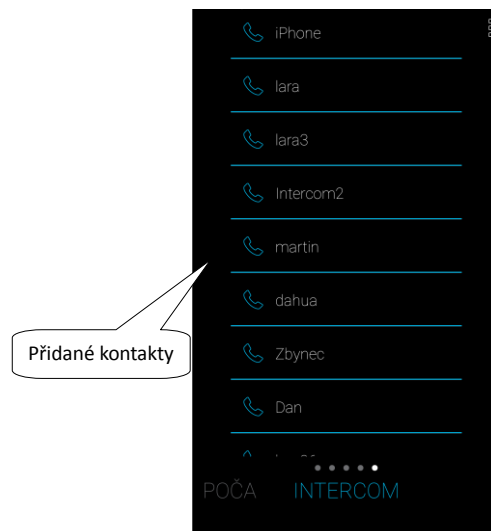 iPhone
lara
lara3
Intercom2
martin
dahua
Přidané kontakty
Zbynec
Dan
POČA INTERCOM